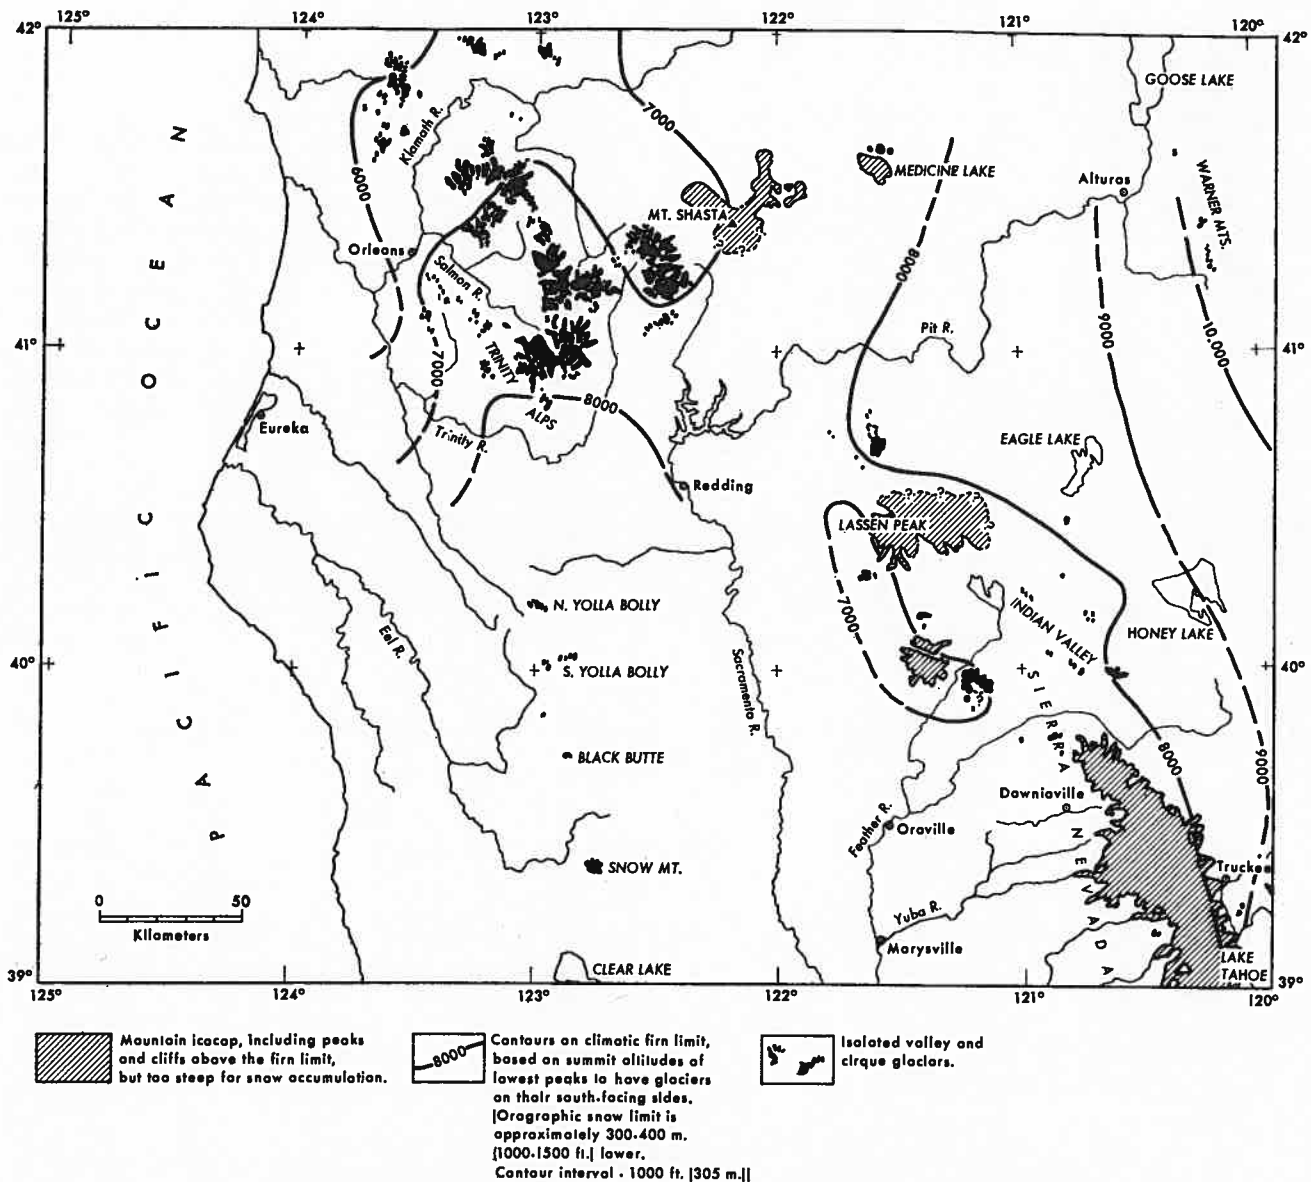 125° 124° 123° 122° 121° 120°
42° 42°
GOOSE LAKE
7000
Klamath R.
6000
MEDICINE LAKE
Alturas
WARNER MTS.
MT. SHASTA
Orleans
8000
Salmon R.
PACIFIC OCEAN
Pit R.
9000
10,000
41° 41°
TRINITY ALPS
7000
8000
Eureka
Trinity R.
EAGLE LAKE
Redding
LASSEN PEAK
N. YOLLA BOLLY
7000
INDIAN VALLEY
HONEY LAKE
Eel R.
40° 40°
S. YOLLA BOLLY
Sacramento R.
SIERRA NEVADA
8000
9000
BLACK BUTTE
Downieville
Feather R.
Oroville
SNOW MT.
Trucke
0 50
Kilometers
Yuba R.
Marysville
CLEAR LAKE
LAKE
TAHOE
39° 39°
125° 124° 123° 122° 121° 120°
Mountain icecap, including peaks
and cliffs above the firn limit,
but too steep for snow accumulation.
8000
Contours on climatic firn limit,
based on summit altitudes of
lowest peaks to have glaciers
on their south-facing sides.
|Orographic snow limit is
approximately 300-400 m.
[1000-1500 ft.] lower.
Contour interval - 1000 ft. |305 m.||
Isolated valley and
cirque glaciers.